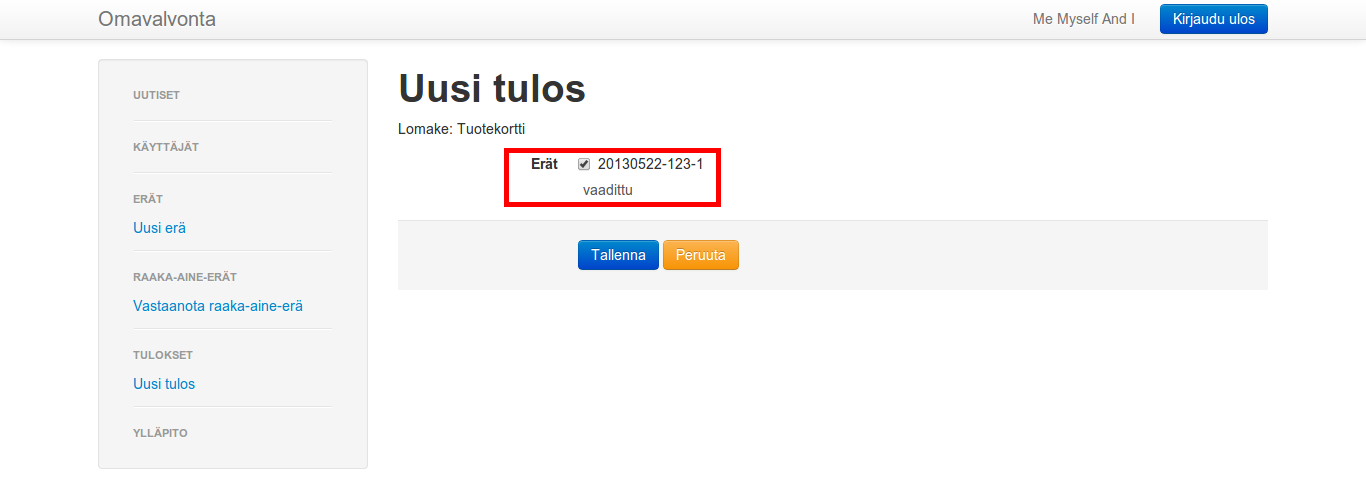 Omavalvonta
Me Myself And I
Kirjaudu ulos
UUTISET
KÄYTTÄJÄT
ERÄT
Uusi erä
RAAKA-AINE-ERÄT
Vastaanota raaka-aine-erä
TULOKSET
Uusi tulos
YLLÄPITO
Uusi tulos
Lomake: Tuotekortti
Erät 20130522-123-1
vaadittu
Tallenna
Peruuta